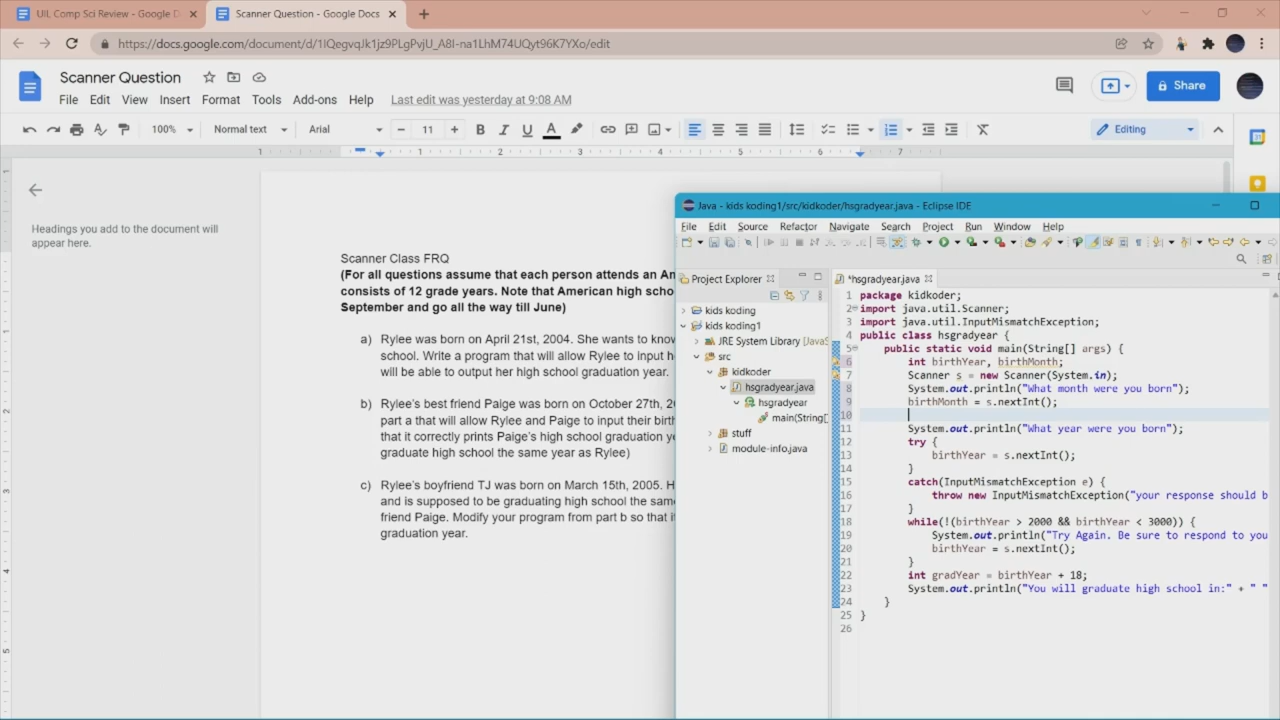 UIL Comp Sci Review - Google D
Scanner Question - Google Docs
https://docs.google.com/document/d/1IQegvqJk1jz9PLgPvjU_A8I-na1LhM74UQyt96K7YXo/edit
Scanner Question
File Edit View Insert Format Tools Add-ons Help Last edit was yesterday at 9:08 AM
Share
100% Normal text Arial 11 Editing
1 1 2 3 4 5 6 7
Headings you add to the document will
appear here.
Scanner Class FRQ
(For all questions assume that each person attends an Am
consists of 12 grade years. Note that American high schoo
September and go all the way till June)
a) Rylee was born on April 21st, 2004. She wants to know
school. Write a program that will allow Rylee to input he
will be able to output her high school graduation year.
b) Rylee's best friend Paige was born on October 27th, 20
part a that will allow Rylee and Paige to input their birth
that it correctly prints Paige's high school graduation ye
graduate high school the same year as Rylee)
c) Rylee's boyfriend TJ was born on March 15th, 2005. H
and is supposed to be graduating high school the same
friend Paige. Modify your program from part b so that it
graduation year.
Java - kids koding1/src/kidkoder/hsgradyear.java - Eclipse IDE
File Edit Source Refactor Navigate Search Project Run Window Help
Project Explorer
kids koding
kids koding1
JRE System Library [JavaS
src
kidkoder
hsgradyear.java
hsgradyear
main(String[
stuff
module-info.java
*hsgradyear.java
1 package kidkoder;
2 import java.util.Scanner;
3 import java.util.InputMismatchException;
4 public class hsgradyear {
5 public static void main(String[] args) {
6 int birthYear, birthMonth;
7 Scanner s = new Scanner(System.in);
8 System.out.println("What month were you born");
9 birthMonth = s.nextInt();
10
11 System.out.println("What year were you born");
12 try {
13 birthYear = s.nextInt();
14 }
15 catch(InputMismatchException e) {
16 throw new InputMismatchException("your response should b
17 }
18 while(!(birthYear > 2000 && birthYear < 3000)) {
19 System.out.println("Try Again. Be sure to respond to you
20 birthYear = s.nextInt();
21 }
22 int gradYear = birthYear + 18;
23 System.out.println("You will graduate high school in:" + " "
24 }
25 }
26